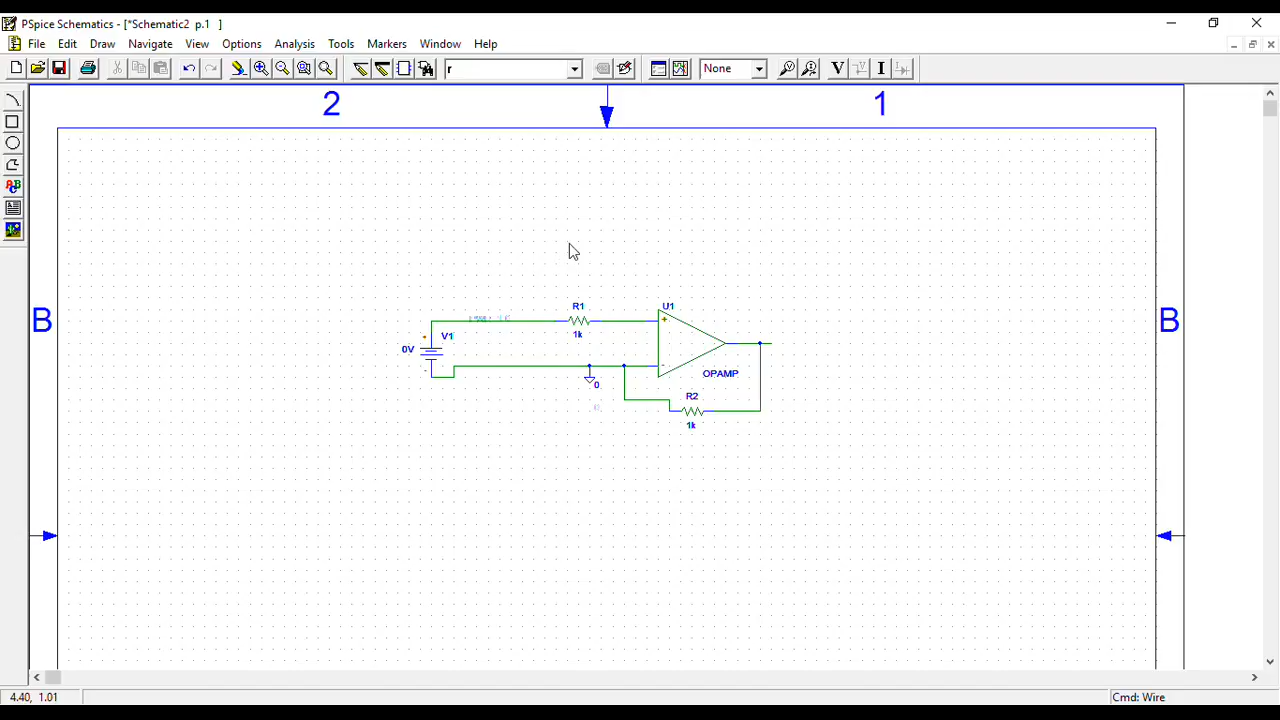 PSpice Schematics - [*Schematic2 p.1 ]
File Edit Draw Navigate View Options Analysis Tools Markers Window Help
r None V I
2 1
B B
R1
1k
U1
+
-
OPAMP
V1
0V
+
-
0
R2
1k
4.40, 1.01 Cmd: Wire